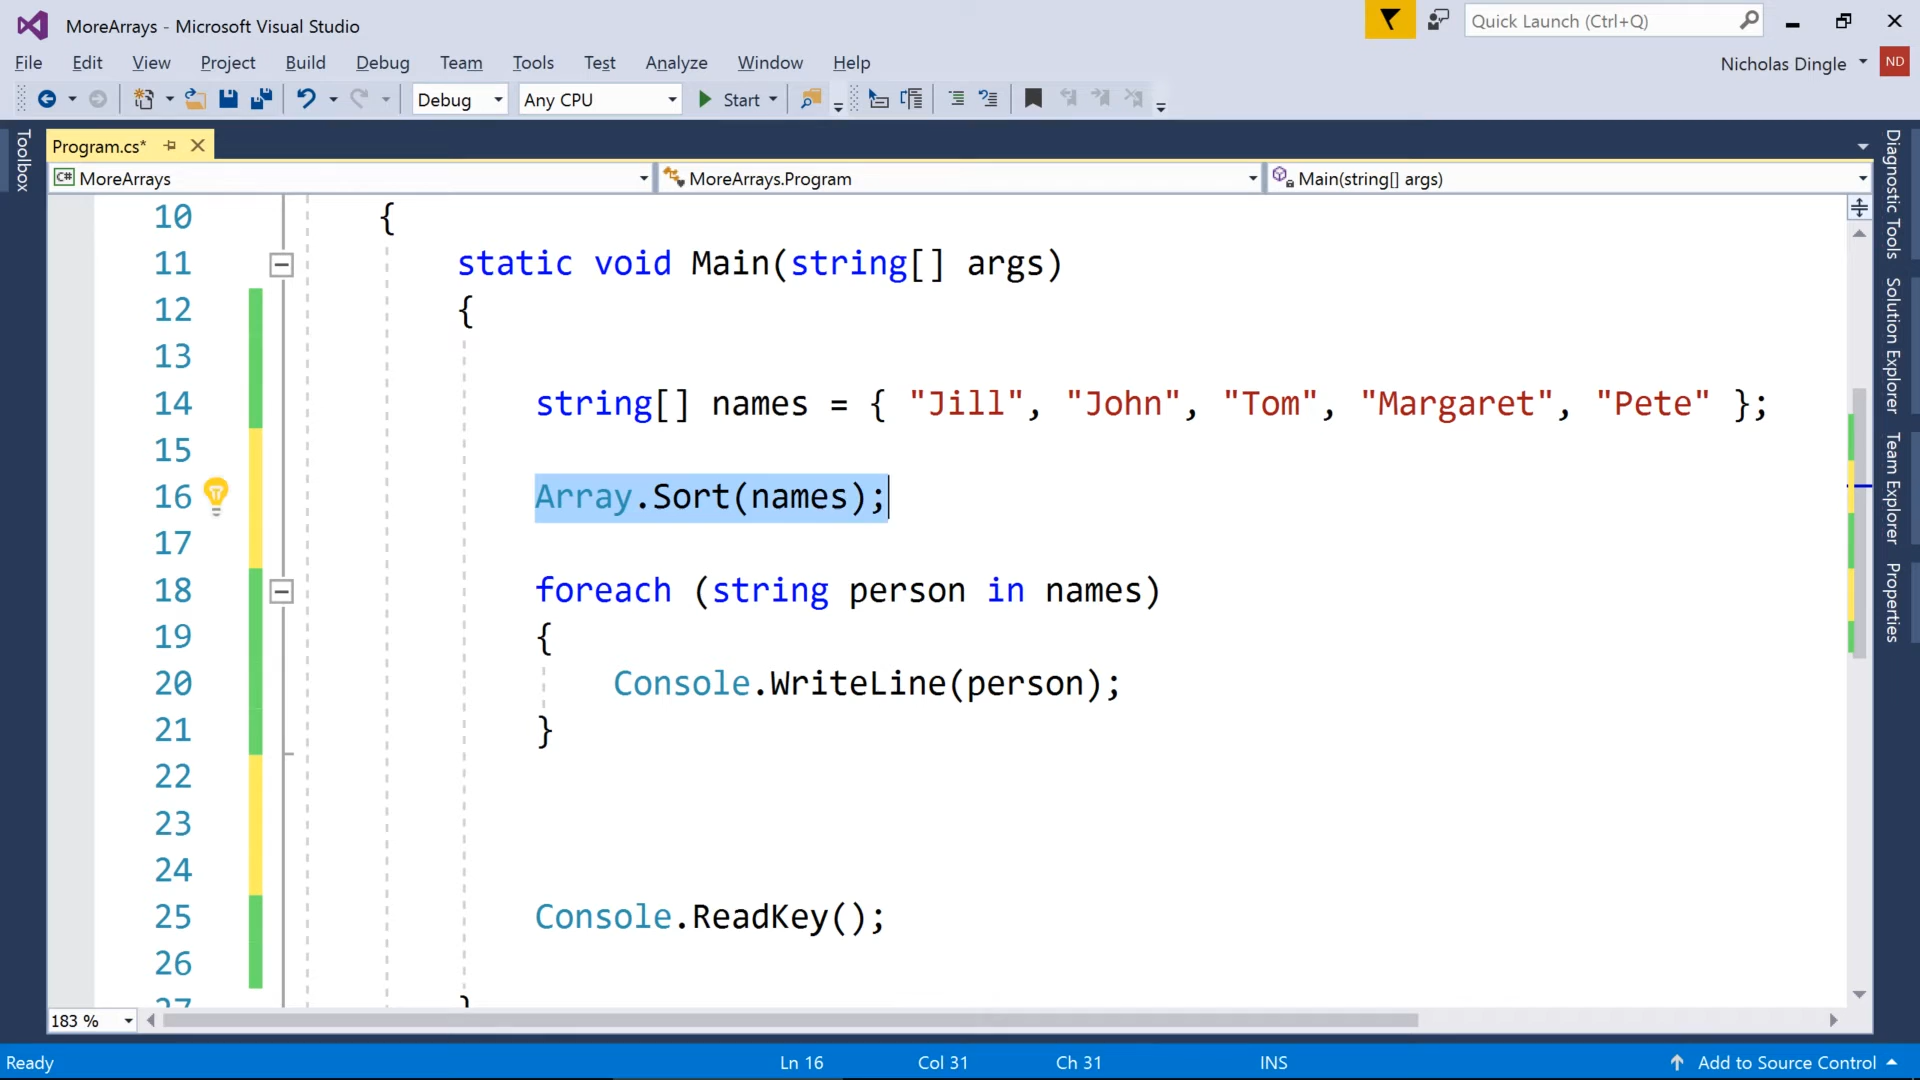 MoreArrays - Microsoft Visual Studio
Quick Launch (Ctrl+Q)
File Edit View Project Build Debug Team Tools Test Analyze Window Help
Nicholas Dingle ND
Debug Any CPU Start
Toolbox
Program.cs*
C# MoreArrays
MoreArrays.Program
Main(string[] args)
10 {
11 static void Main(string[] args)
12 {
13
14 string[] names = { "Jill", "John", "Tom", "Margaret", "Pete" };
15
16 Array.Sort(names);
17
18 foreach (string person in names)
19 {
20 Console.WriteLine(person);
21 }
22
23
24
25 Console.ReadKey();
26
27 }
Diagnostic Tools
Solution Explorer
Team Explorer
Properties
183 %
Ready Ln 16 Col 31 Ch 31 INS Add to Source Control